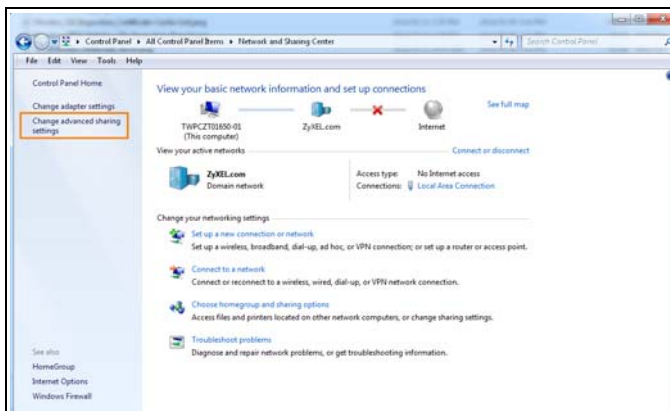 Control Panel ▸ All Control Panel Items ▸ Network and Sharing Center
Search Control Panel
File Edit View Tools Help
Control Panel Home
Change adapter settings
Change advanced sharing
settings
See also
HomeGroup
Internet Options
Windows Firewall
View your basic network information and set up connections
See full map
TWPCZT01650-01
(This computer)
ZyXEL.com
Internet
View your active networks
Connect or disconnect
ZyXEL.com
Domain network
Access type: No Internet access
Connections: Local Area Connection
Change your networking settings
Set up a new connection or network
Set up a wireless, broadband, dial-up, ad hoc, or VPN connection; or set up a router or access point.
Connect to a network
Connect or reconnect to a wireless, wired, dial-up, or VPN network connection.
Choose homegroup and sharing options
Access files and printers located on other network computers, or change sharing settings.
Troubleshoot problems
Diagnose and repair network problems, or get troubleshooting information.